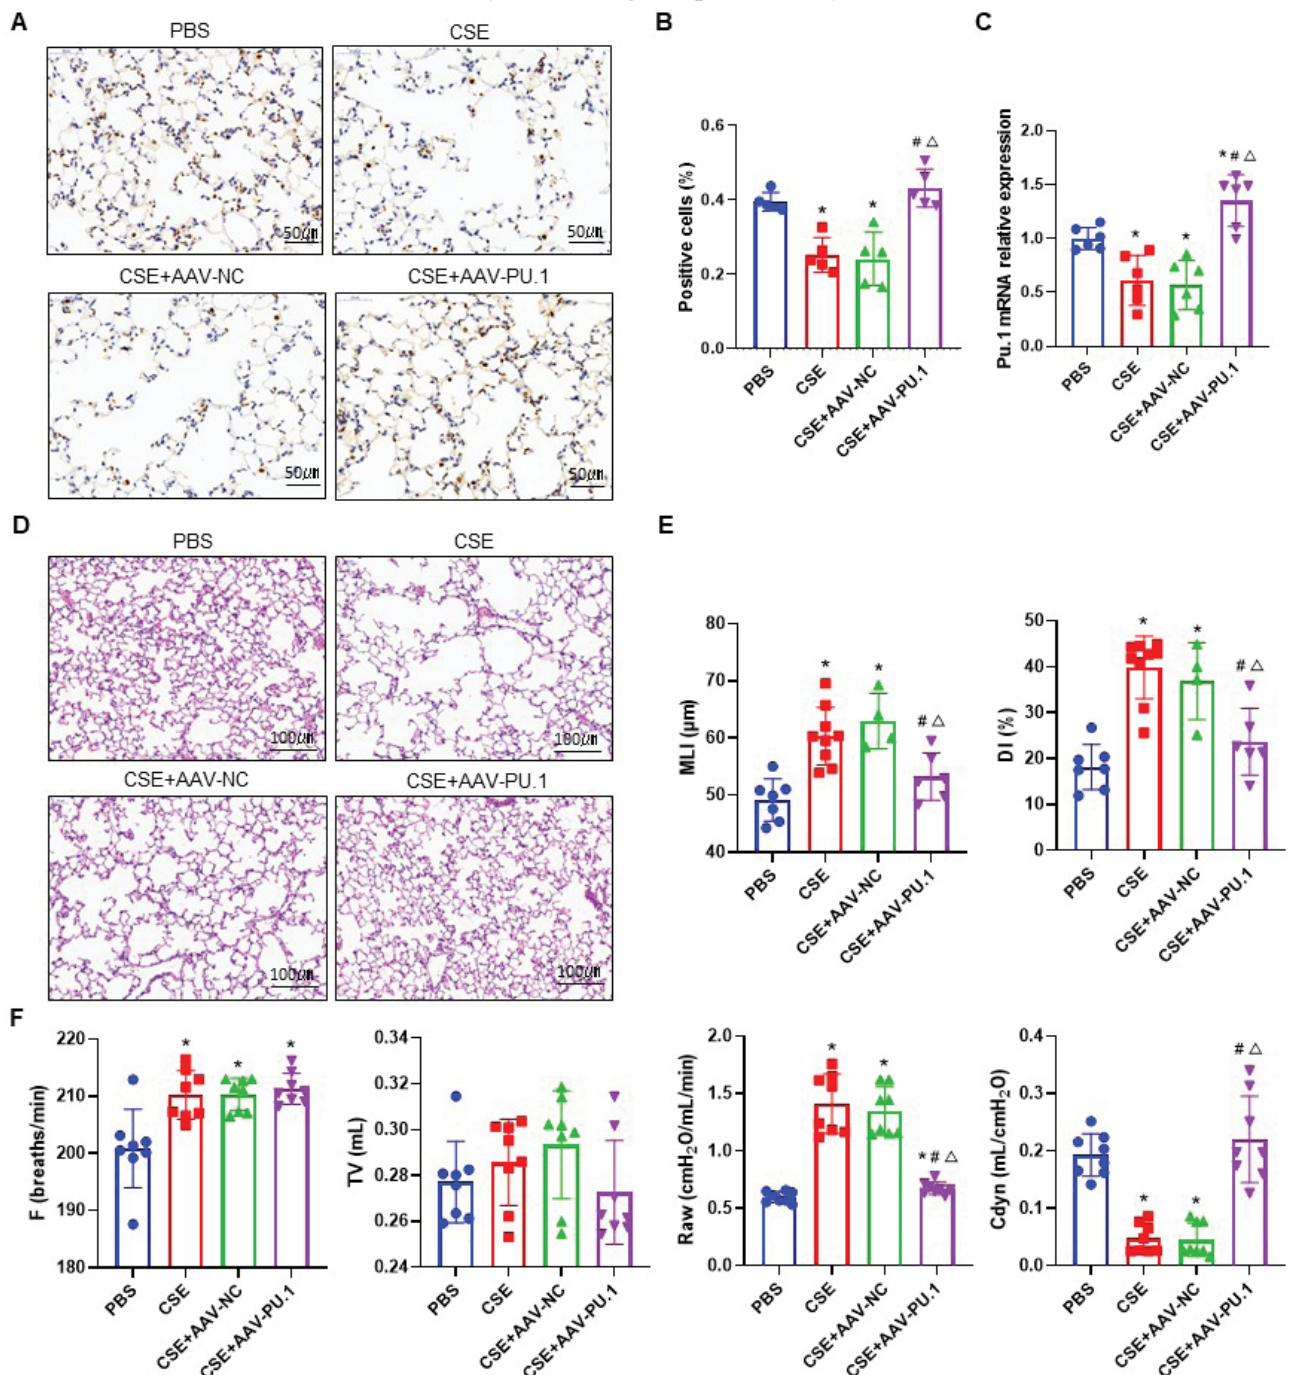 A
PBS
CSE
50㎛
50㎛
CSE+AAV-NC
CSE+AAV-PU.1
50㎛
50㎛
B
Positive cells (%)
0.6
0.4
0.2
0.0
* * # △
PBS
CSE
CSE+AAV-NC
CSE+AAV-PU.1
C
Pu.1 mRNA relative expression
2.0
1.5
1.0
0.5
0.0
* * * # △
PBS
CSE
CSE+AAV-NC
CSE+AAV-PU.1
D
PBS
CSE
100㎛
100㎛
CSE+AAV-NC
CSE+AAV-PU.1
100㎛
100㎛
E
MLI (μm)
80
70
60
50
40
* * # △
PBS
CSE
CSE+AAV-NC
CSE+AAV-PU.1
DI (%)
50
40
30
20
10
0
* * # △
PBS
CSE
CSE+AAV-NC
CSE+AAV-PU.1
F
F (breaths/min)
220
210
200
190
180
* * *
PBS
CSE
CSE+AAV-NC
CSE+AAV-PU.1
TV (mL)
0.34
0.32
0.30
0.28
0.26
0.24
PBS
CSE
CSE+AAV-NC
CSE+AAV-PU.1
Raw (cmH₂O/mL/min)
2.0
1.5
1.0
0.5
0.0
* * * # △
PBS
CSE
CSE+AAV-NC
CSE+AAV-PU.1
Cdyn (mL/cmH₂O)
0.4
0.3
0.2
0.1
0.0
* * # △
PBS
CSE
CSE+AAV-NC
CSE+AAV-PU.1